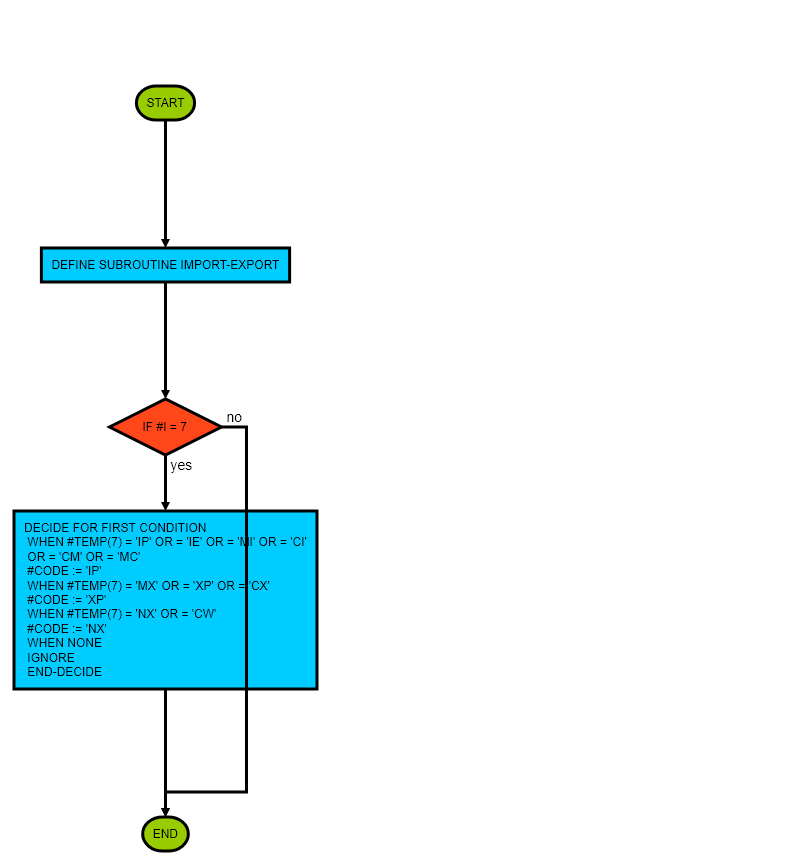 START
DEFINE SUBROUTINE IMPORT-EXPORT
IF #I = 7
no
yes
DECIDE FOR FIRST CONDITION
WHEN #TEMP(7) = 'IP' OR = 'IE' OR = 'MI' OR = 'CI'
OR = 'CM' OR = 'MC'
#CODE := 'IP'
WHEN #TEMP(7) = 'MX' OR = 'XP' OR = 'CX'
#CODE := 'XP'
WHEN #TEMP(7) = 'NX' OR = 'CW'
#CODE := 'NX'
WHEN NONE
IGNORE
END-DECIDE
END